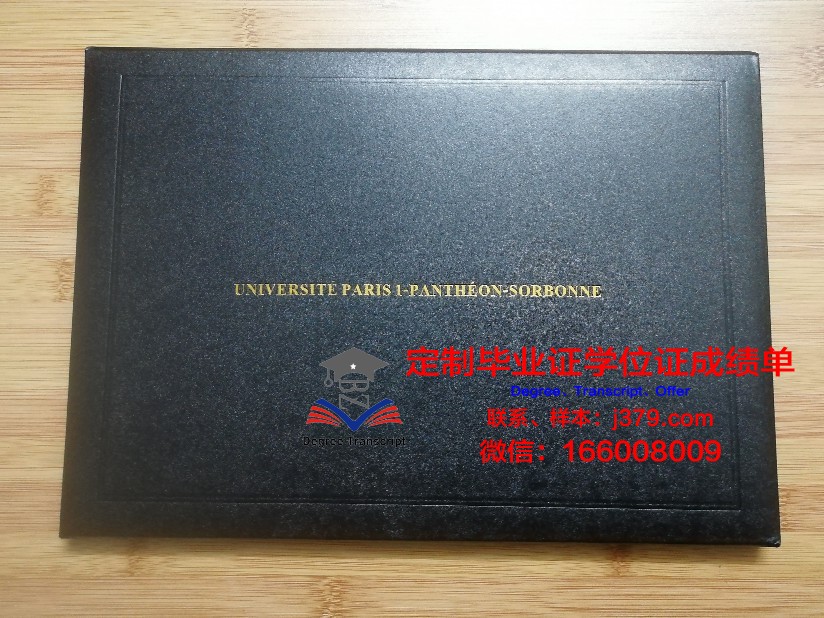 UNIVERSITE PARIS 1-PANTHÉON-SORBONNE
定制毕业证学位证成绩单
Degree、Transcript、Offer
联系、样本：j379.com
微信：166008009
Degree Transcript